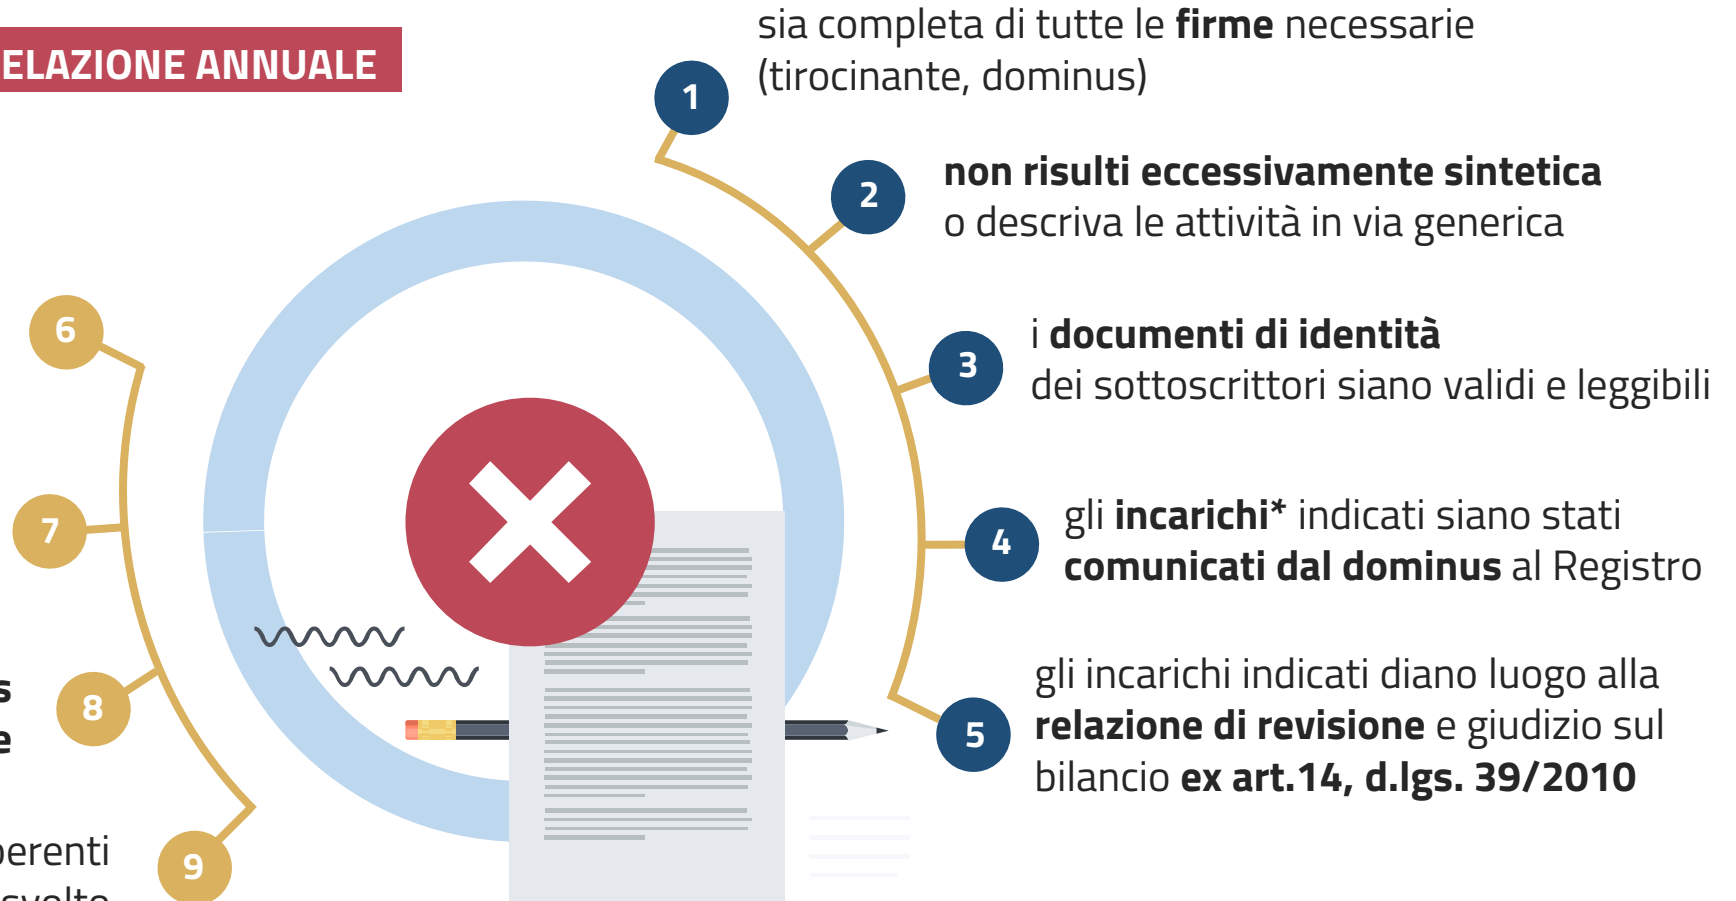 ELAZIONE ANNUALE
sia completa di tutte le firme necessarie
(tirocinante, dominus)
1
2
non risulti eccessivamente sintetica
o descriva le attività in via generica
3
i documenti di identità
dei sottoscrittori siano validi e leggibili
4
gli incarichi* indicati siano stati
comunicati dal dominus al Registro
5
gli incarichi indicati diano luogo alla
relazione di revisione e giudizio sul
bilancio ex art.14, d.lgs. 39/2010
6
7
s
e
8
erenti
svolto
9